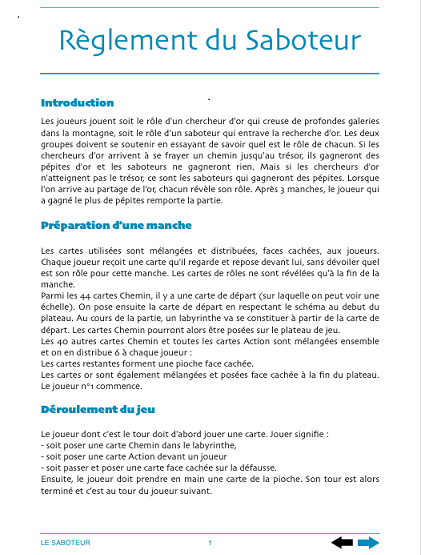 Règlement du Saboteur
Introduction
Les joueurs jouent soit le rôle d'un chercheur d'or qui creuse de profondes galeries
dans la montagne, soit le rôle d'un saboteur qui entrave la recherche d'or. Les deux
groupes doivent se soutenir en essayant de savoir quel est le rôle de chacun. Si les
chercheurs d'or arrivent à se frayer un chemin jusqu'au trésor, ils gagneront des
pépites d'or et les saboteurs ne gagneront rien. Mais si les chercheurs d'or
n'atteignent pas le trésor, ce sont les saboteurs qui gagneront des pépites. Lorsque
l'on arrive au partage de l'or, chacun révèle son rôle. Après 3 manches, le joueur qui
a gagné le plus de pépites remporte la partie.
Préparation d'une manche
Les cartes utilisées sont mélangées et distribuées, faces cachées, aux joueurs.
Chaque joueur reçoit une carte qu'il regarde et repose devant lui, sans dévoiler quel
est son rôle pour cette manche. Les cartes de rôles ne sont révélées qu'à la fin de la
manche.
Parmi les 44 cartes Chemin, il y a une carte de départ (sur laquelle on peut voir une
échelle). On pose ensuite la carte de départ en respectant le schéma au debut du
plateau. Au cours de la partie, un labyrinthe va se constituer à partir de la carte de
départ. Les cartes Chemin pourront alors être posées sur le plateau de jeu.
Les 40 autres cartes Chemin et toutes les cartes Action sont mélangées ensemble
et on en distribue 6 à chaque joueur :
Les cartes restantes forment une pioche face cachée.
Les cartes or sont également mélangées et posées face cachée à la fin du plateau.
Le joueur n°1 commence.
Déroulement du jeu
Le joueur dont c'est le tour doit d'abord jouer une carte. Jouer signifie :
- soit poser une carte Chemin dans le labyrinthe,
- soit poser une carte Action devant un joueur
- soit passer et poser une carte face cachée sur la défausse.
Ensuite, le joueur doit prendre en main une carte de la pioche. Son tour est alors
terminé et c'est au tour du joueur suivant.
LE SABOTEUR
1